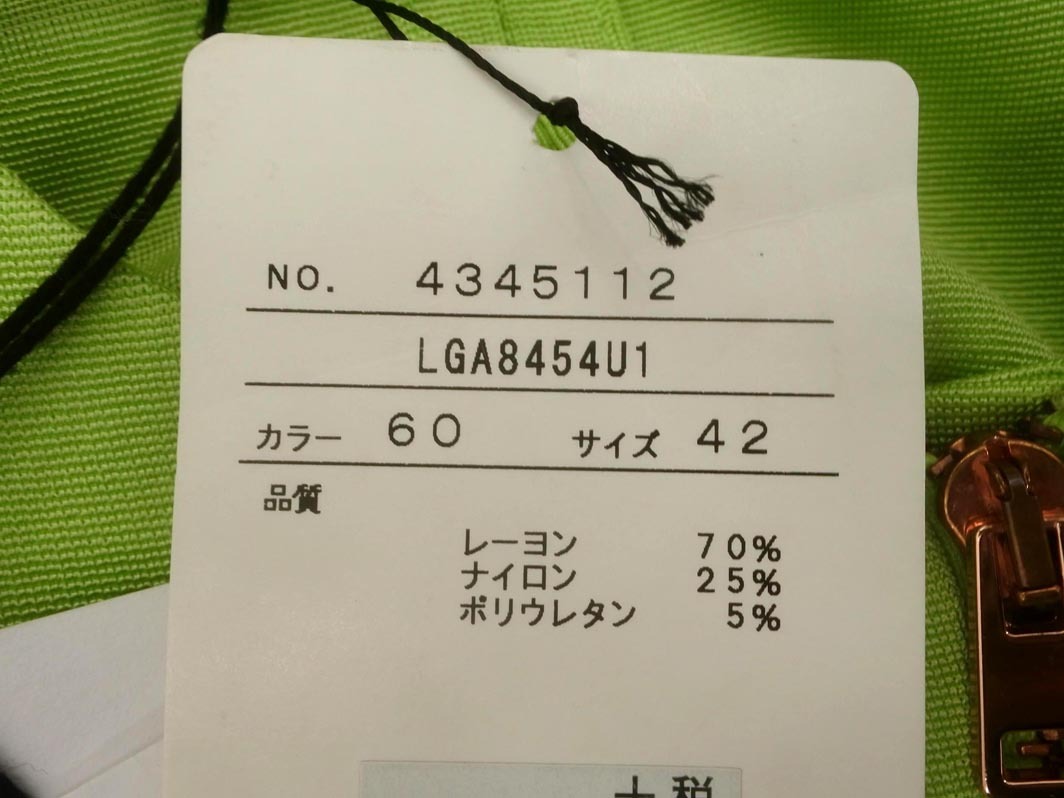 NO. 4345112
LGA8454U1
カラー 60 サイズ 42
品質
レーヨン 70%
ナイロン 25%
ポリウレタン 5%
+税